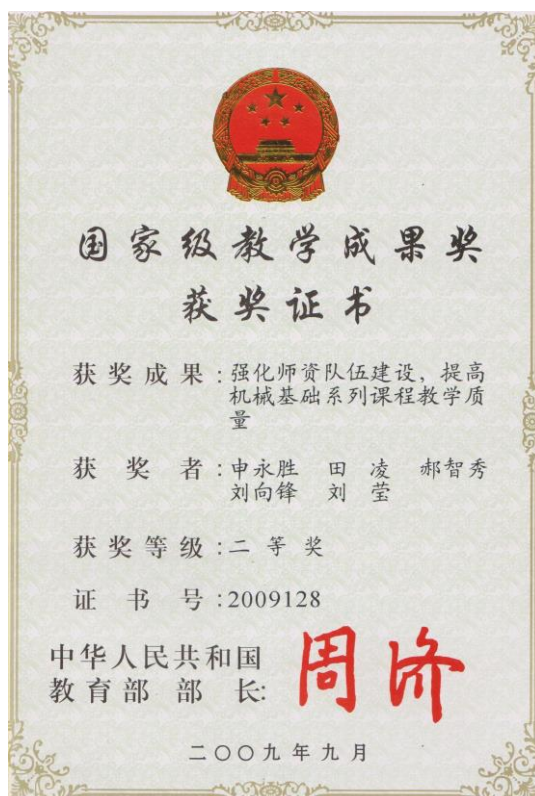 国家级教学成果奖
获奖证书
获奖成果:强化师资队伍建设，提高
机械基础系列课程教学质
量
获奖者:申永胜 田凌 郝智秀
刘向锋 刘莹
获奖等级:二等奖
证书号:2009128
中华人民共和国
教育部部长:
周济
二〇〇九年九月